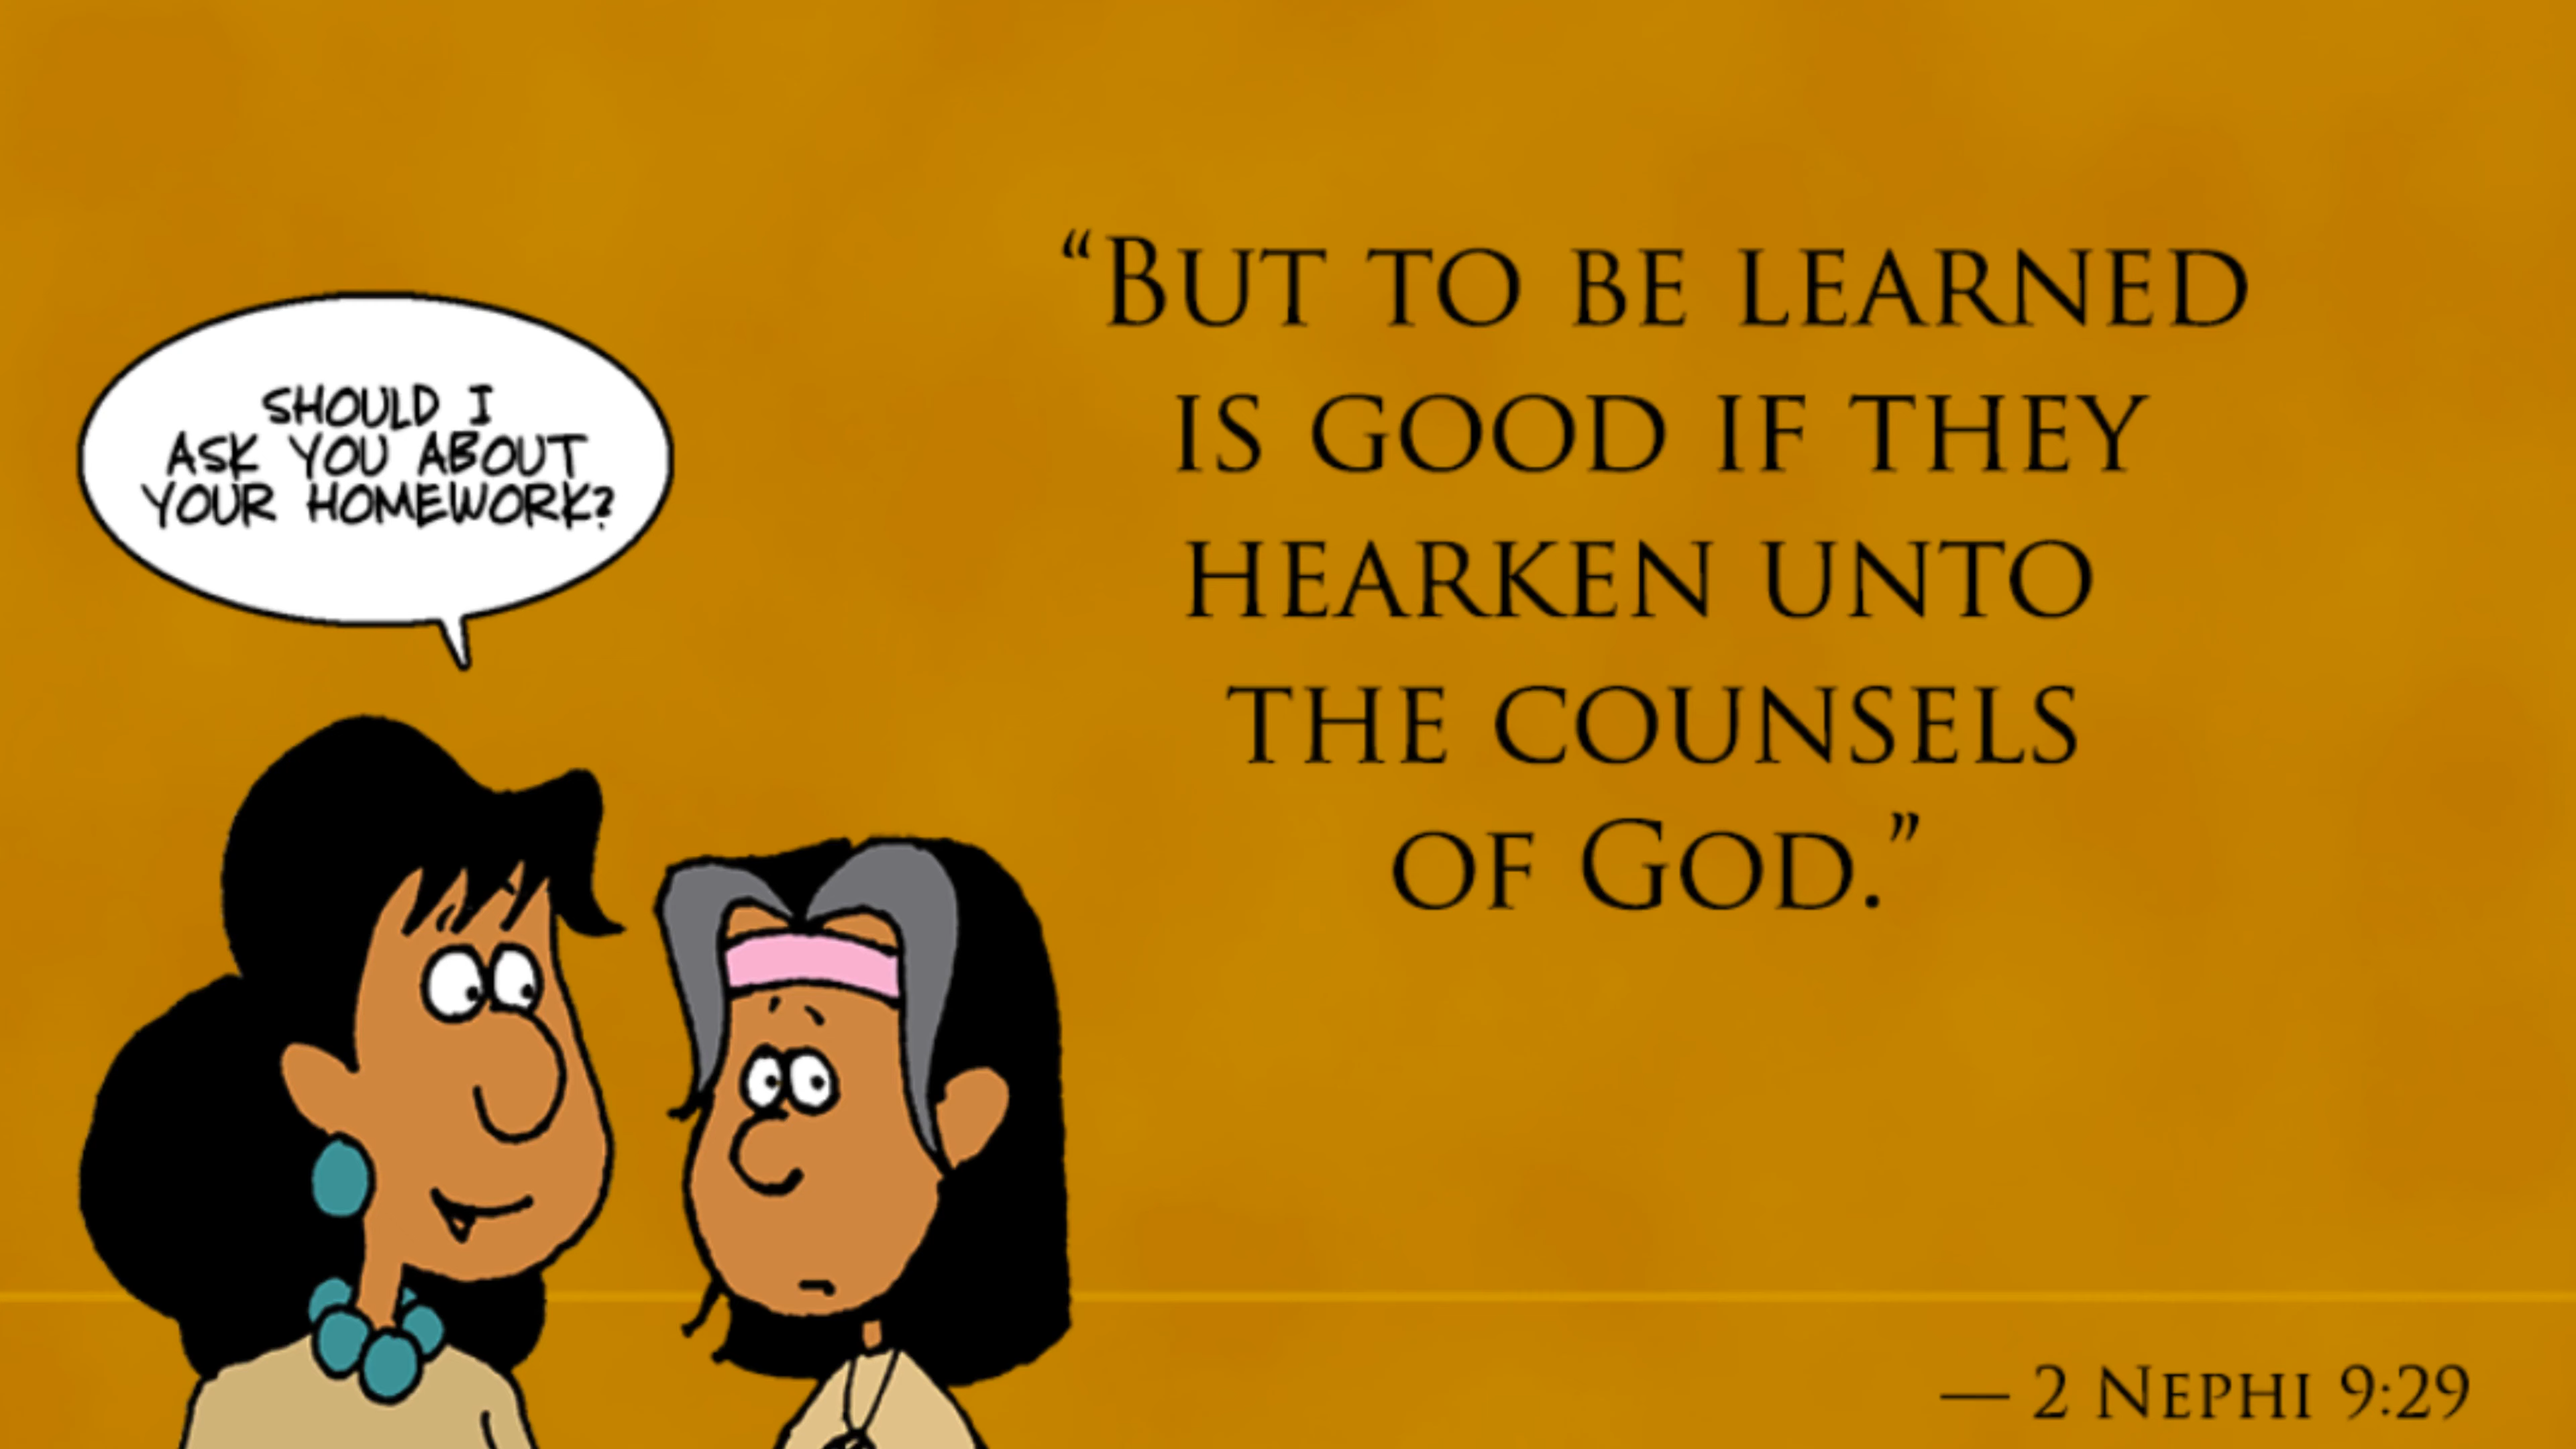 SHOULD I
ASK YOU ABOUT
YOUR HOMEWORK?
“But to be learned
is good if they
hearken unto
the counsels
of God.”
— 2 Nephi 9:29